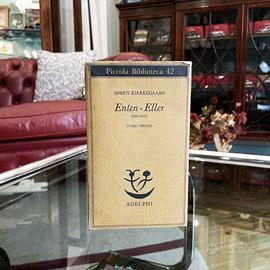 Piccola Biblioteca 42
SØREN KIERKEGAARD
Enten-Eller
(Aut-Aut)
TOMO PRIMO
ADELPHI